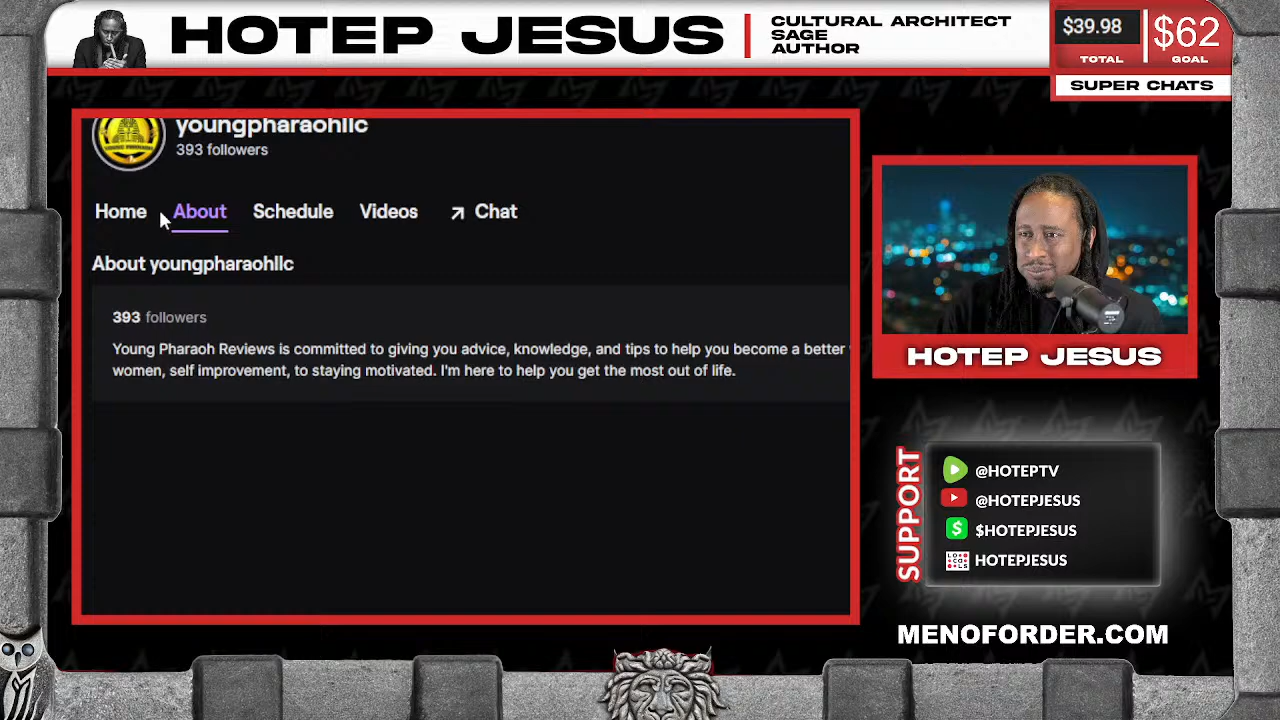 HOTEP JESUS
CULTURAL ARCHITECT
SAGE
AUTHOR
$39.98
TOTAL
$62
GOAL
SUPER CHATS
youngpharaohllc
393 followers
Home
About
Schedule
Videos
Chat
About youngpharaohllc
393 followers
Young Pharaoh Reviews is committed to giving you advice, knowledge, and tips to help you become a better
women, self improvement, to staying motivated. I'm here to help you get the most out of life.
HOTEP JESUS
SUPPORT
@HOTEPTV
@HOTEPJESUS
$HOTEPJESUS
HOTEPJESUS
MENOFORDER.COM